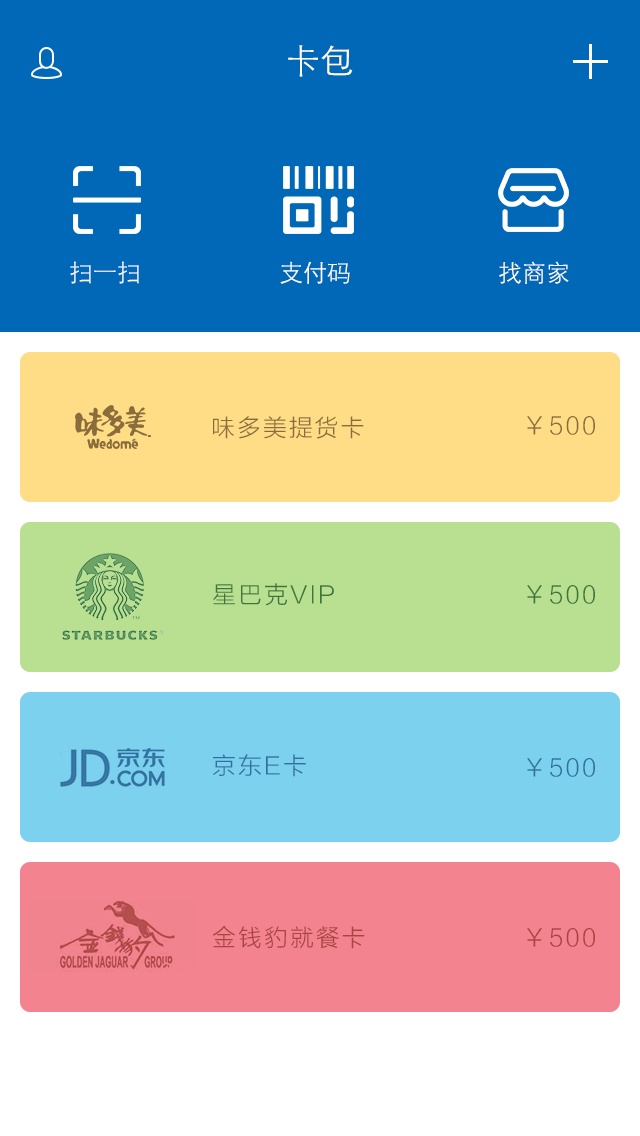 卡包
扫一扫 支付码 找商家
味多美
Wedomé
味多美提货卡 ￥500
STARBUCKS
星巴克VIP ￥500
JD.COM 京东
京东E卡 ￥500
金钱豹
GOLDEN JAGUAR GROUP
金钱豹就餐卡 ￥500